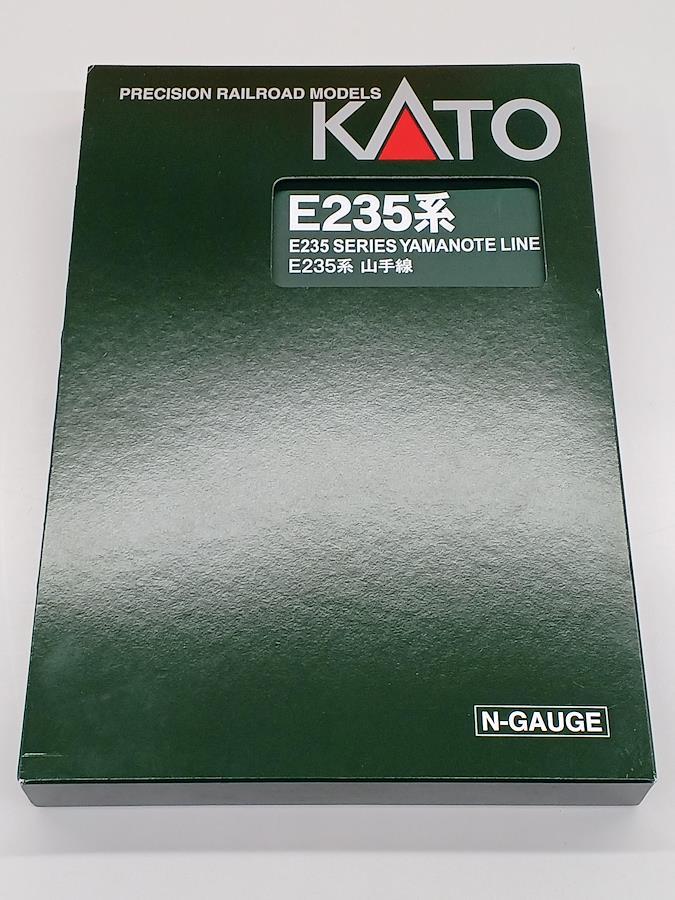 PRECISION RAILROAD MODELS
KATO
E235系
E235 SERIES YAMANOTE LINE
E235系 山手線
N-GAUGE